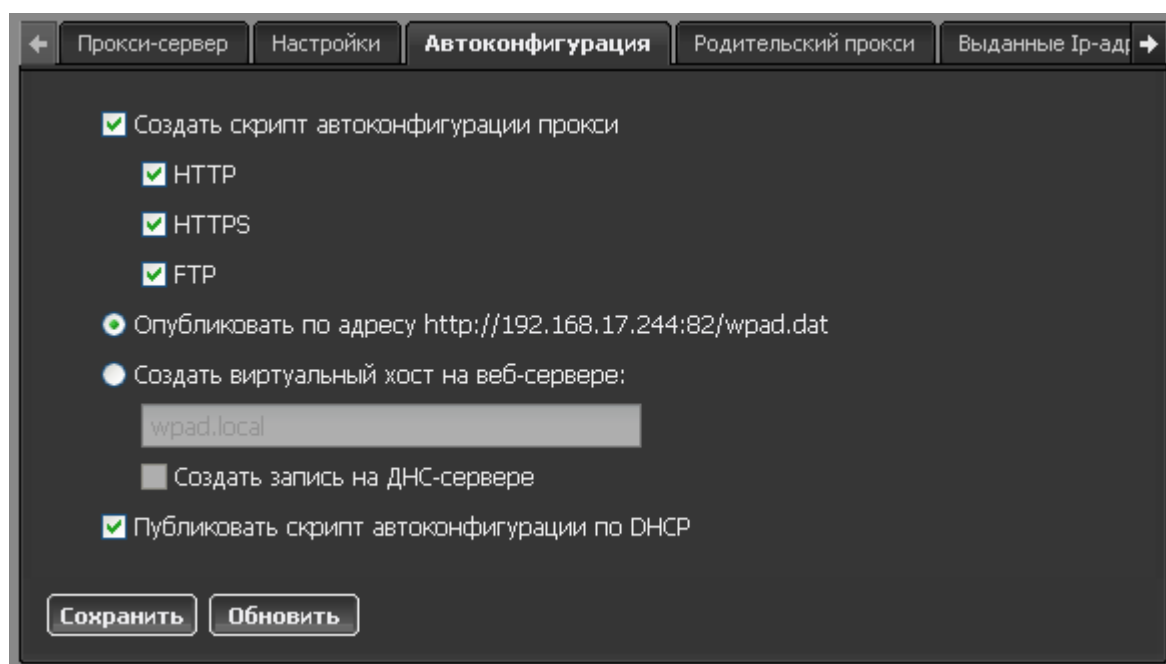 Прокси-сервер Настройки Автоконфигурация Родительский прокси Выданные Ip-адр
Создать скрипт автоконфигурации прокси
HTTP
HTTPS
FTP
Опубликовать по адресу http://192.168.17.244:82/wpad.dat
Создать виртуальный хост на веб-сервере:
wpad.local
Создать запись на ДНС-сервере
Публиковать скрипт автоконфигурации по DHCP
Сохранить Обновить